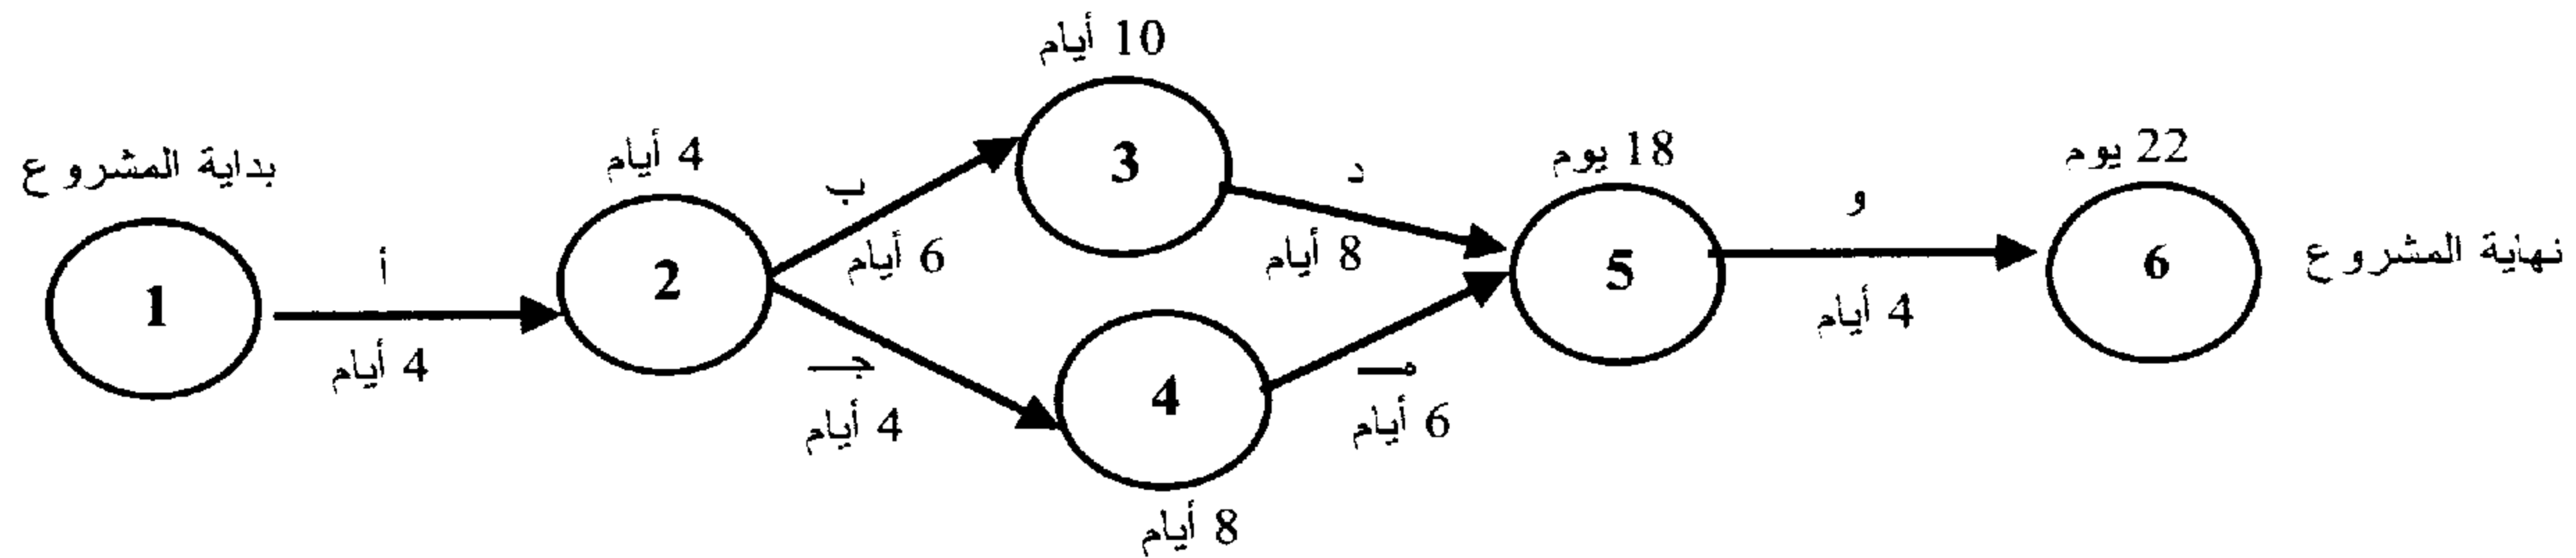 بداية المشروع
1
أ
4 أيام
4 أيام
2
ب
6 أيام
جـ
4 أيام
10 أيام
3
4
8 أيام
د
8 أيام
هـ
6 أيام
18 يوم
5
و
4 أيام
22 يوم
6
نهاية المشروع